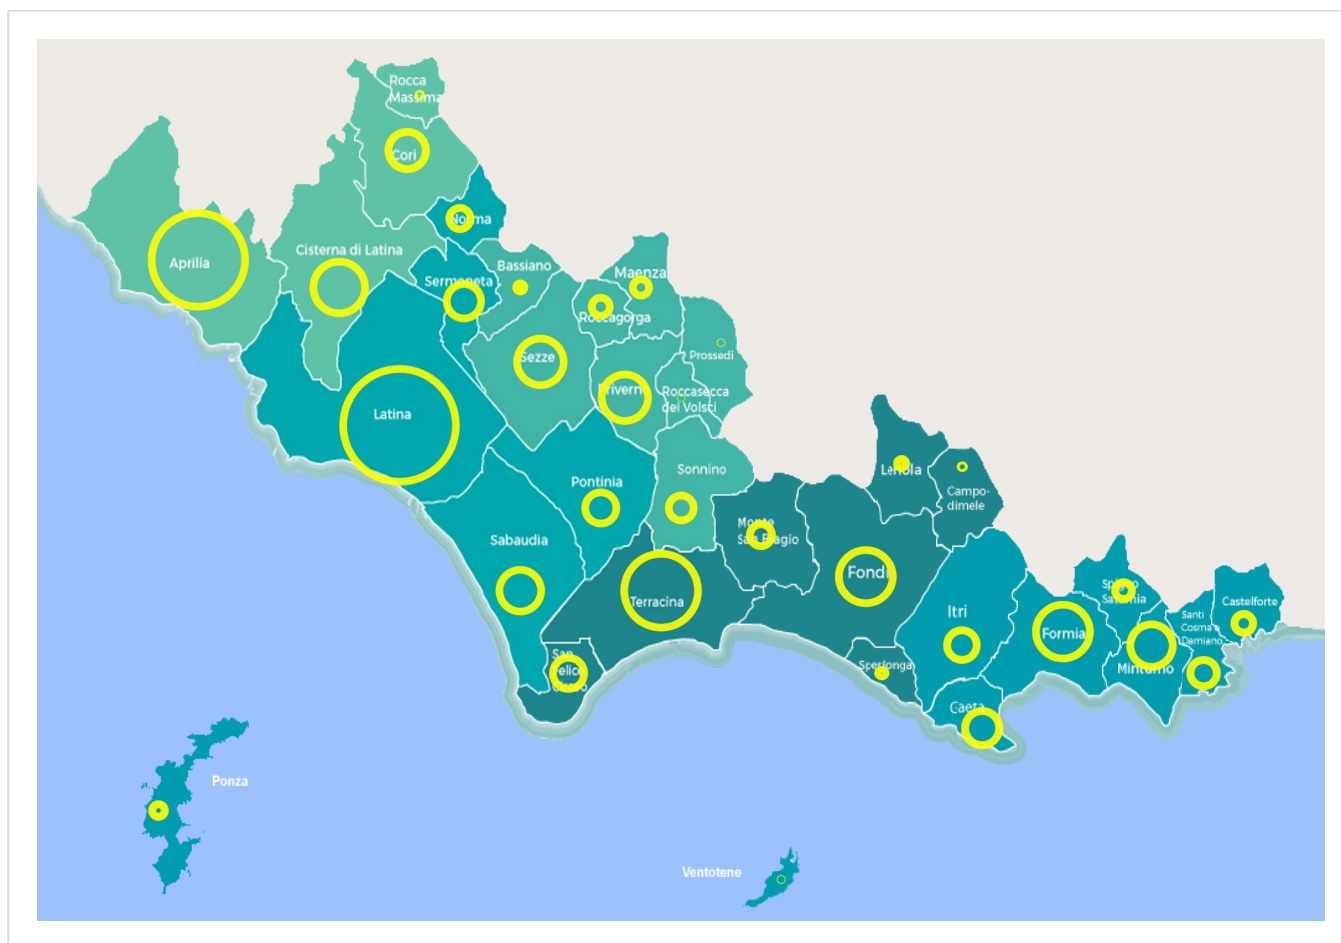 Rocca
Massima
Cori
Norma
Aprilia
Cisterna di Latina
Bassiano
Maenza
Sermoneta
Roccagorga
Prossedi
Sezze
Priverno
Roccasecca
dei Volsci
Latina
Sonnino
Lenola
Pontinia
Campo-
dimele
Monte
San Biagio
Sabaudia
Fondi
Terracina
Itri
Formia
Spigno
Saturnia
Santi
Cosma e
Damiano
Castelforte
San
Felice
Circeo
Sperlonga
Minturno
Gaeta
Ponza
Ventotene